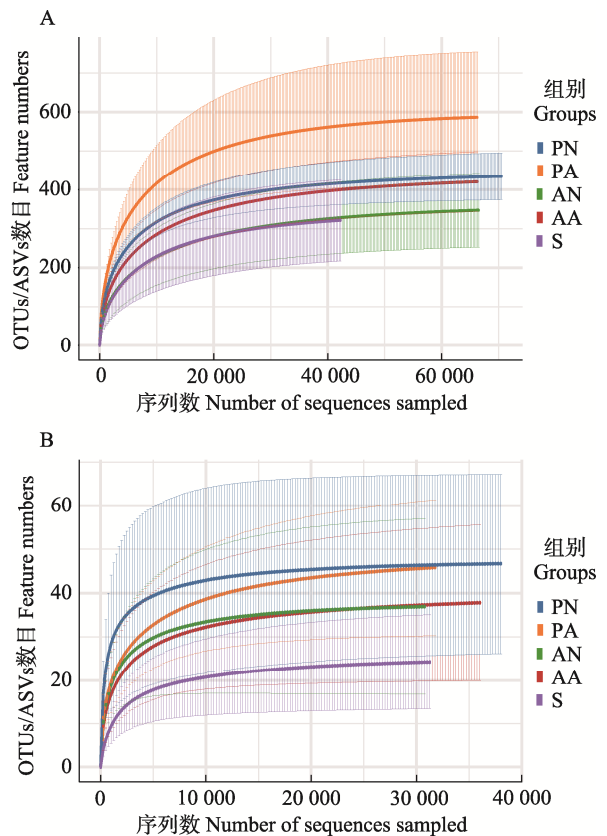 A
OTUs/ASVs数目 Feature numbers
600
400
200
0
0
20 000
40 000
60 000
序列数 Number of sequences sampled
组别
Groups
PN
PA
AN
AA
S
B
OTUs/ASVs数目 Feature numbers
60
40
20
0
0
10 000
20 000
30 000
40 000
序列数 Number of sequences sampled
组别
Groups
PN
PA
AN
AA
S